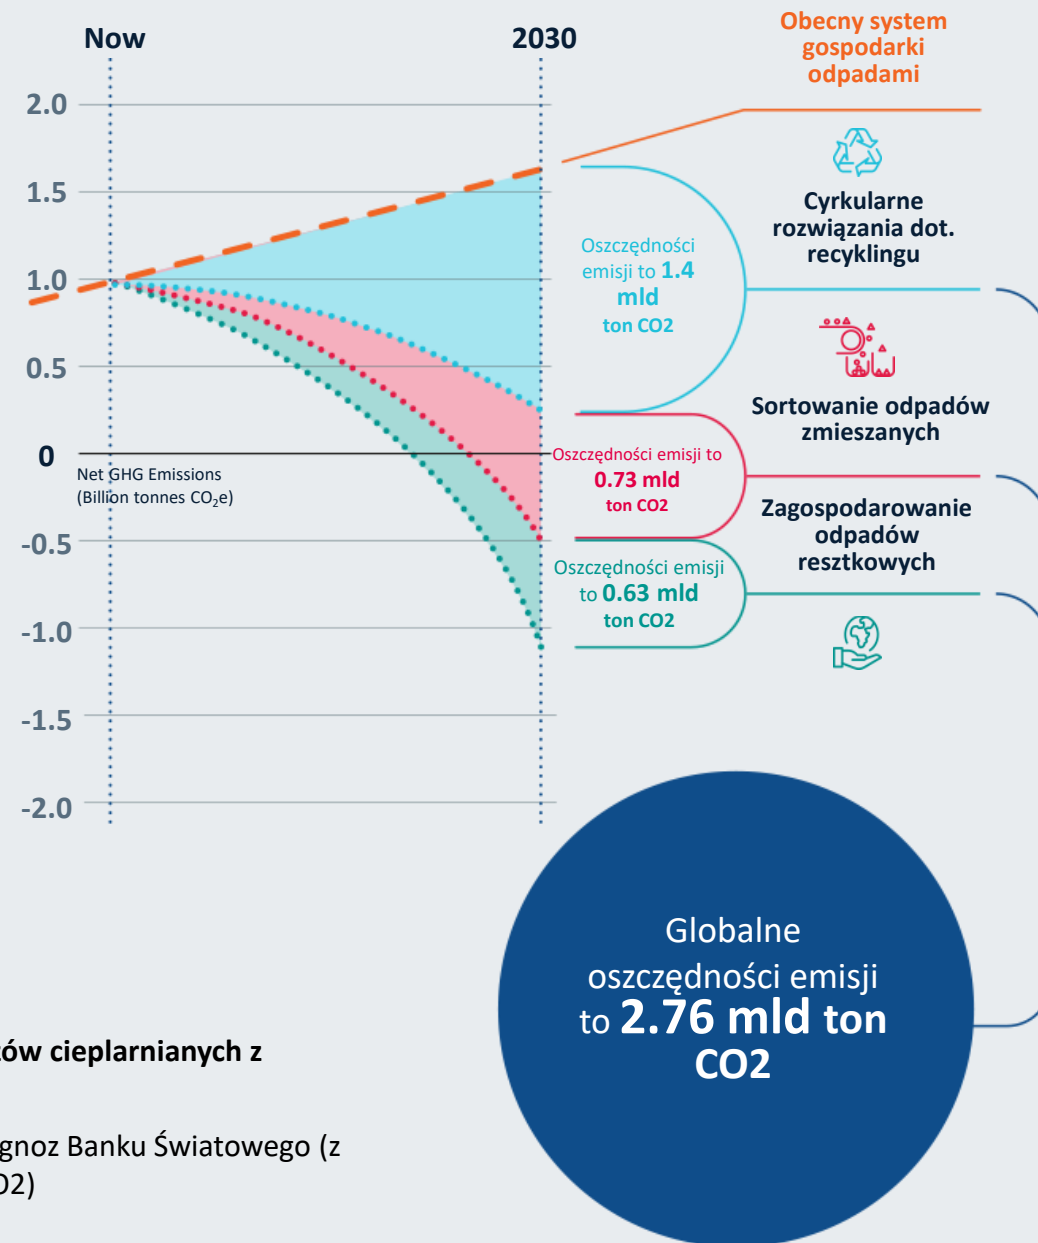 Now
2030
2.0
1.5
1.0
0.5
0
-0.5
-1.0
-1.5
-2.0
Net GHG Emissions
(Billion tonnes CO₂e)
Obecny system
gospodarki
odpadami
Oszczędności
emisji to 1.4
mld
ton CO2
Cyrkularne
rozwiązania dot.
recyklingu
Oszczędności emisji to
0.73 mld
ton CO2
Sortowanie odpadów
zmieszanych
Oszczędności emisji
to 0.63 mld
ton CO2
Zagospodarowanie
odpadów
resztkowych
Globalne
oszczędności emisji
to 2.76 mld ton
CO2
ów cieplarnianych z
gnoz Banku Światowego (z
O2)